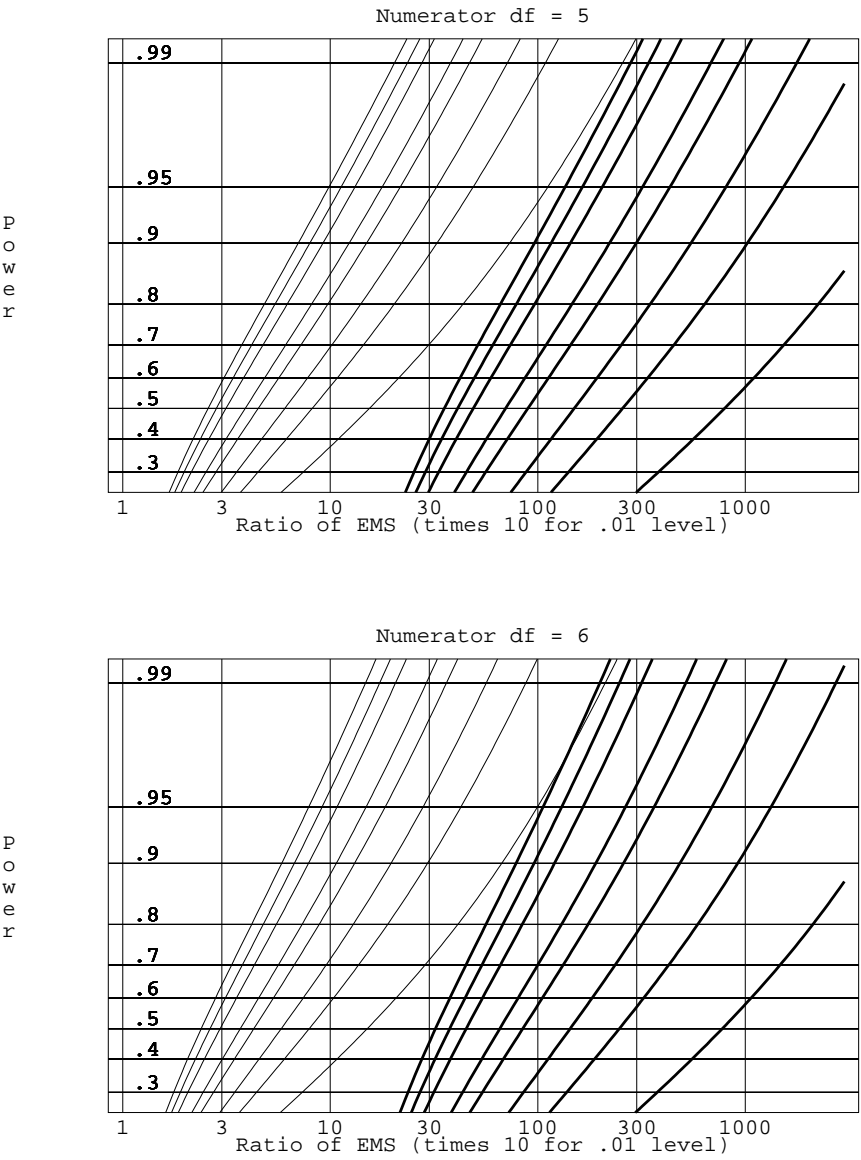 Numerator df = 5
.99
.95
.9
.8
.7
.6
.5
.4
.3
Power
1 3 10 30 100 300 1000
Ratio of EMS (times 10 for .01 level)
Numerator df = 6
.99
.95
.9
.8
.7
.6
.5
.4
.3
Power
1 3 10 30 100 300 1000
Ratio of EMS (times 10 for .01 level)